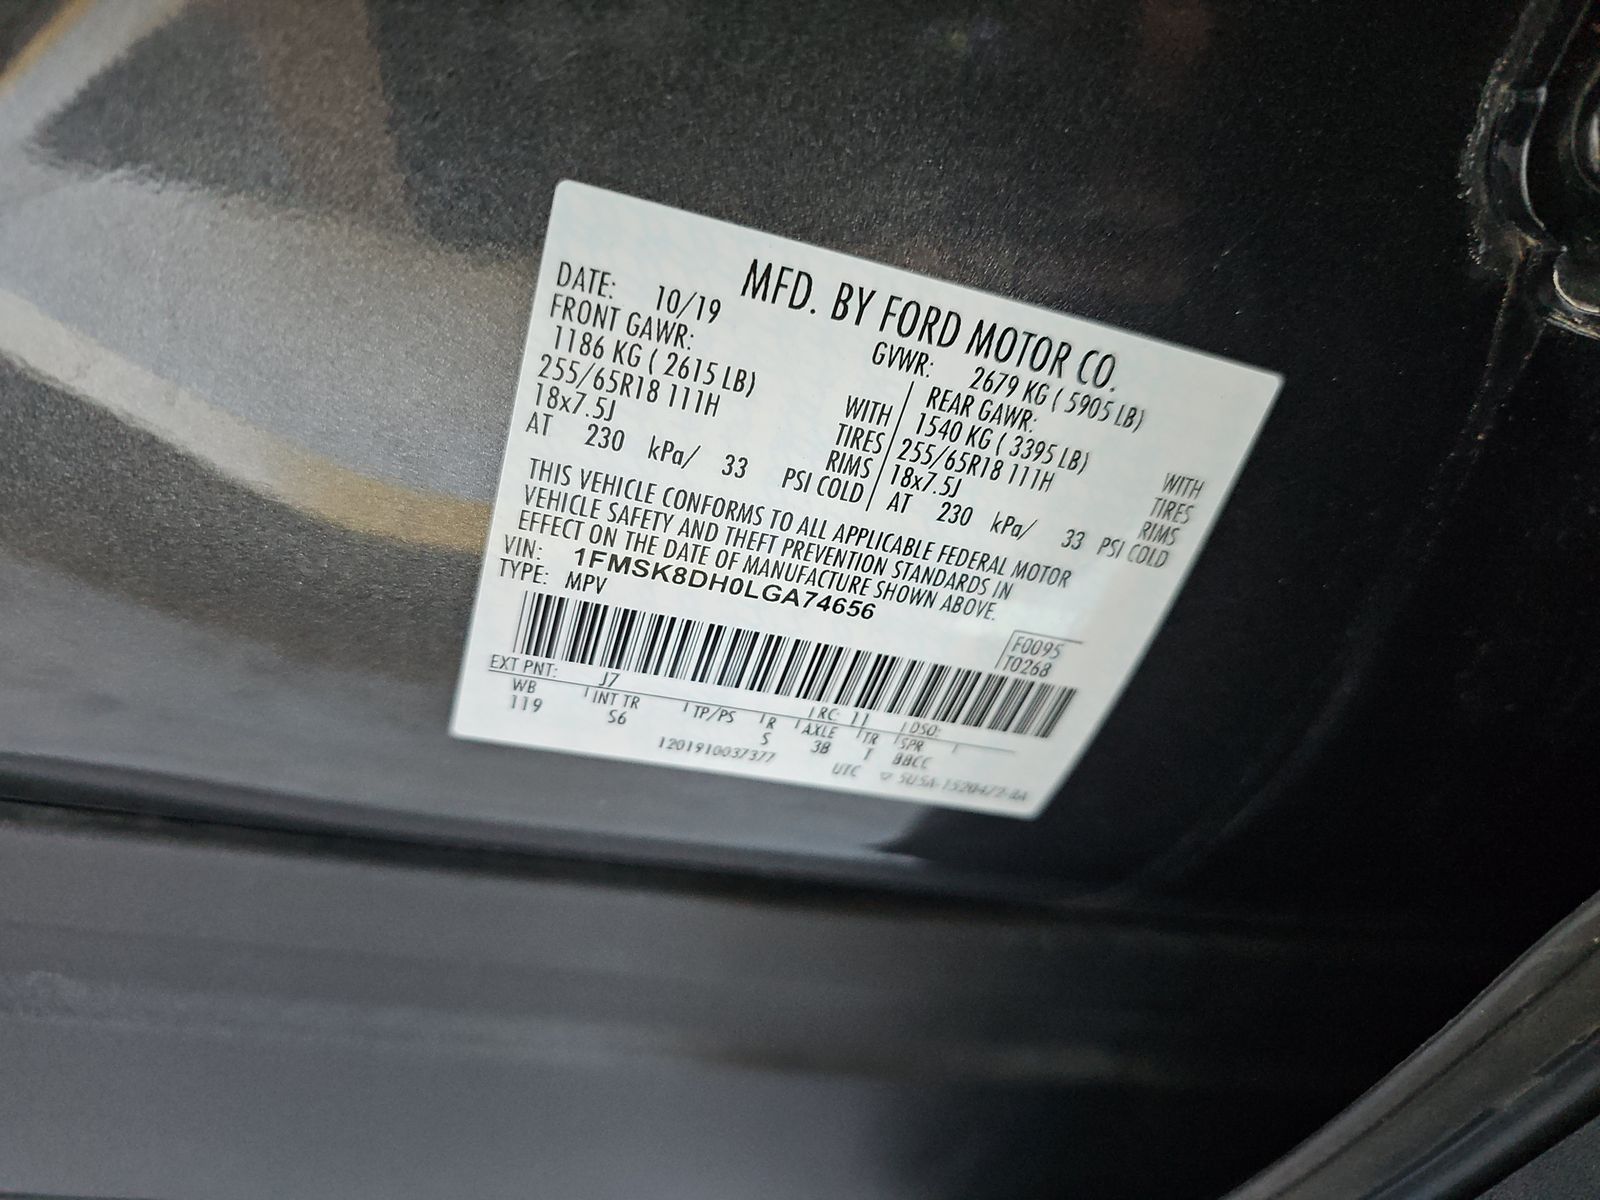 MFD. BY FORD MOTOR CO.
DATE: 10/19 GVWR: 2679 KG ( 5905 LB)
FRONT GAWR: REAR GAWR:
1186 KG ( 2615 LB) WITH 1540 KG ( 3395 LB) WITH
255/65R18 111H TIRES 255/65R18 111H TIRES
18x7.5J RIMS 18x7.5J RIMS
AT 230 kPa/ 33 PSI COLD AT 230 kPa/ 33 PSI COLD
THIS VEHICLE CONFORMS TO ALL APPLICABLE FEDERAL MOTOR
VEHICLE SAFETY AND THEFT PREVENTION STANDARDS IN
EFFECT ON THE DATE OF MANUFACTURE SHOWN ABOVE.
VIN: 1FMSK8DH0LGA74656
TYPE: MPV
F0095
T0268
EXT PNT: J7 RC: 11 DSO:
WB INT TR TP/PS R AXLE TR SPR
119 S6 S 3B T BBCC
1201910037377
UTC